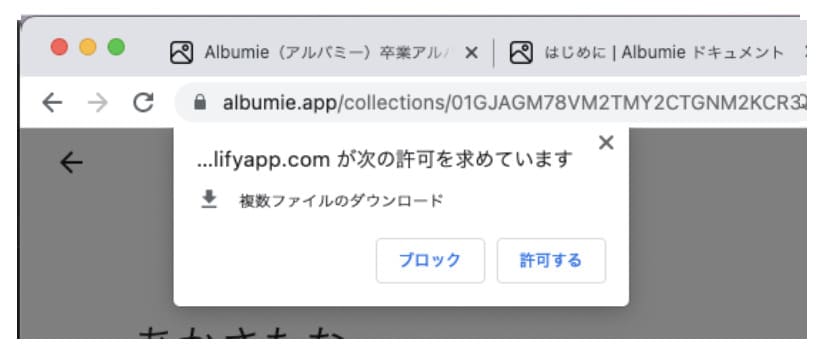 Albumie（アルバミー）卒業アル
はじめに | Albumie ドキュメント
albumie.app/collections/01GJAGM78VM2TMY2CTGNM2KCR3
...lifyapp.com が次の許可を求めています
複数ファイルのダウンロード
ブロック
許可する